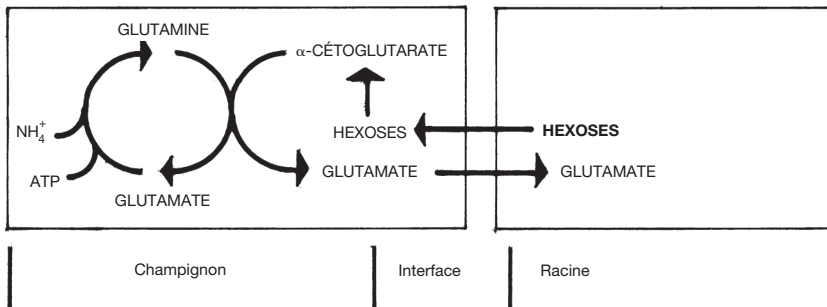 GLUTAMINE
α-CÉTOGLUTARATE
NH₄⁺
HEXOSES
HEXOSES
ATP
GLUTAMATE
GLUTAMATE
GLUTAMATE
Champignon
Interface
Racine